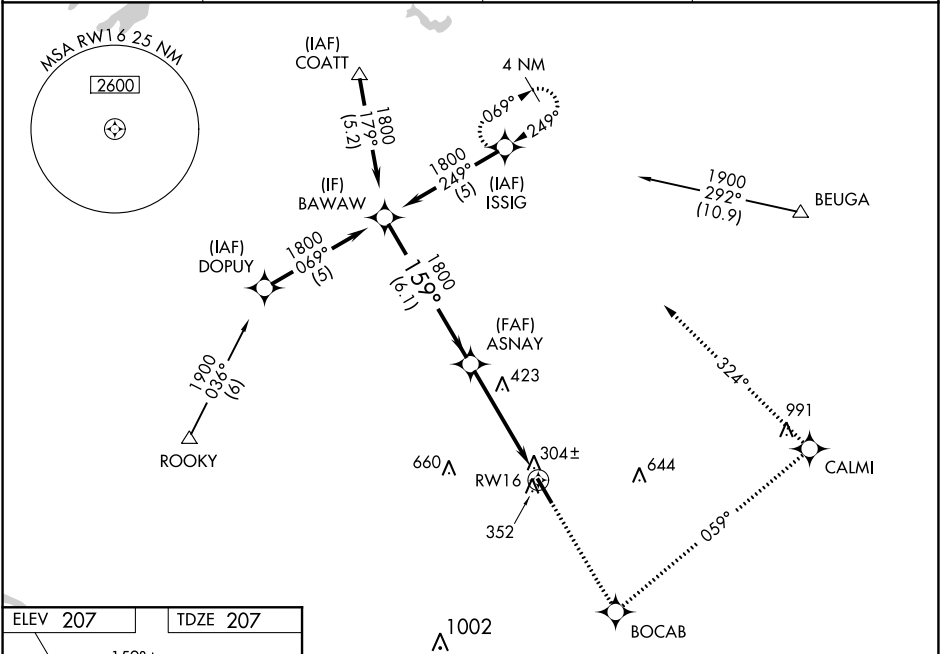 MSA RW16 25 NM
2600
(IAF)
COATT
1800
179°
(5.2)
4 NM
069°
249°
1800
249°
(5)
(IAF)
ISSIG
(IF)
BAWAW
1900
292°
(10.9)
BEUGA
(IAF)
DOPUY
1800
069°
(5)
1800
159°
(6.1)
1900
036°
(6)
ROOKY
(FAF)
ASNAY
423
324°
991
CALMI
660
304±
RW16
644
352
059°
BOCAB
1002
ELEV 207
TDZE 207